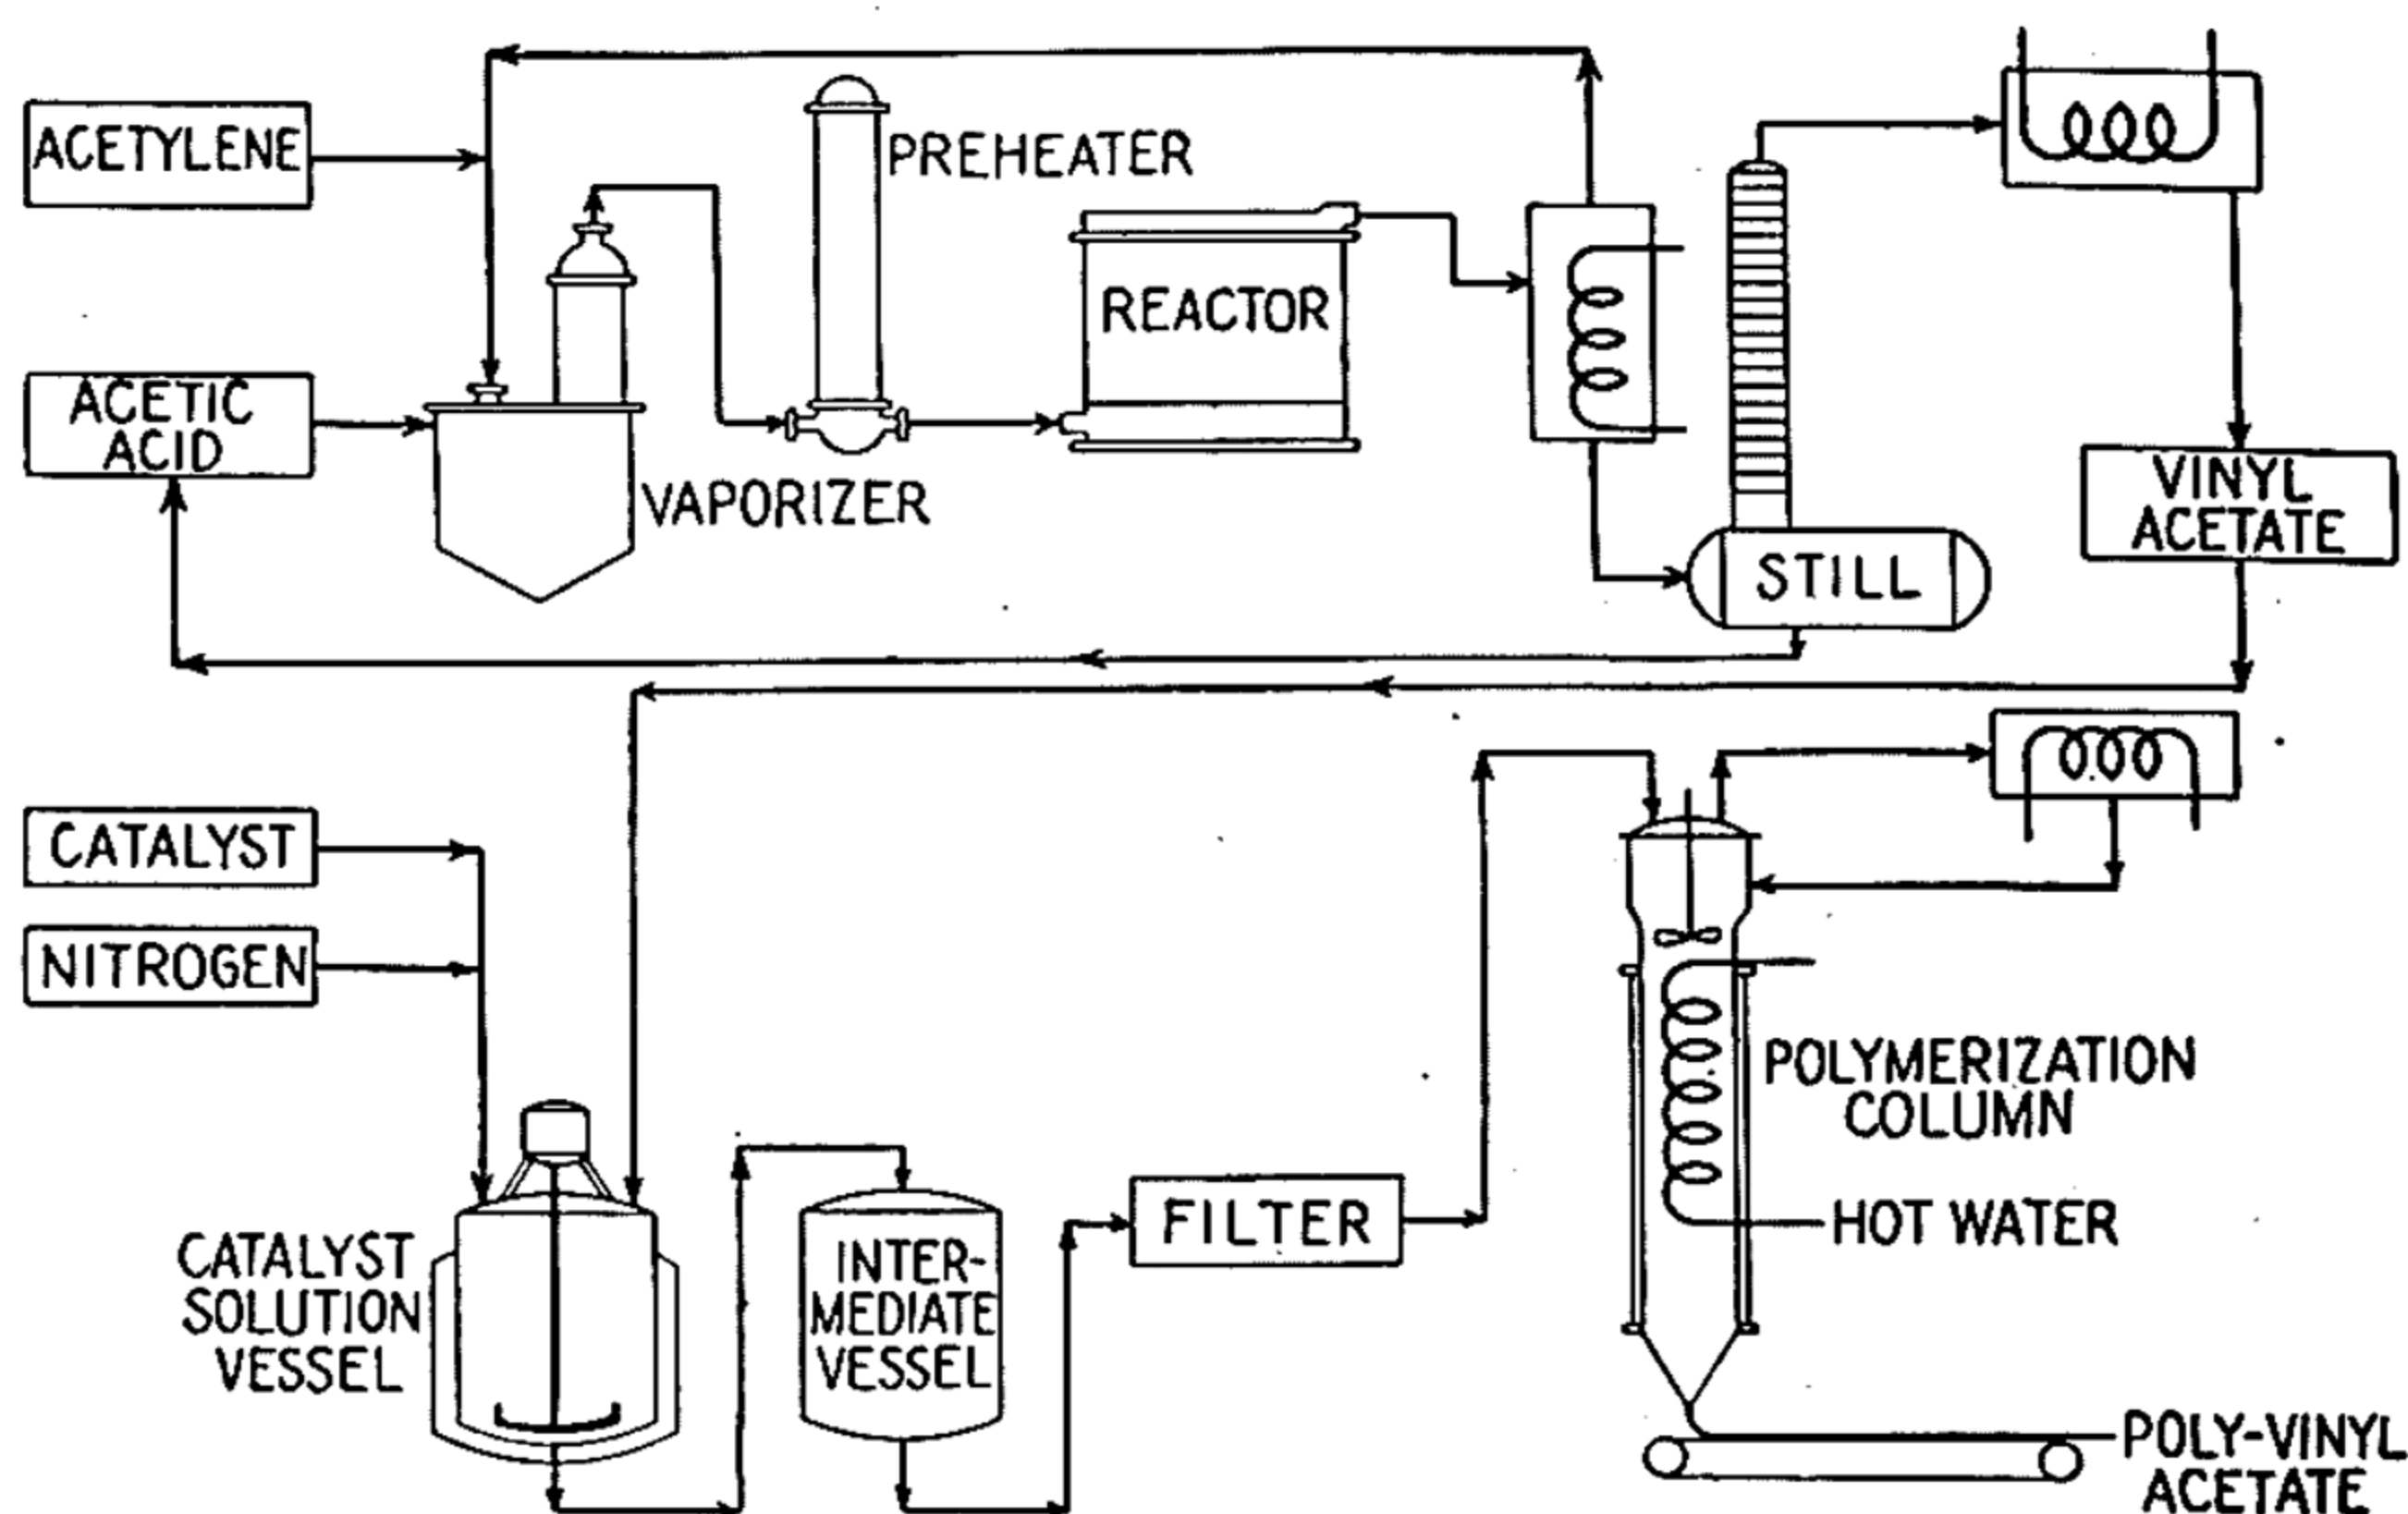 ACETYLENE
PREHEATER
REACTOR
ACETIC
ACID
VAPORIZER
VINYL
ACETATE
STILL
CATALYST
NITROGEN
POLYMERIZATION
COLUMN
HOT WATER
CATALYST
SOLUTION
VESSEL
INTER-
MEDIATE
VESSEL
FILTER
POLY-VINYL
ACETATE